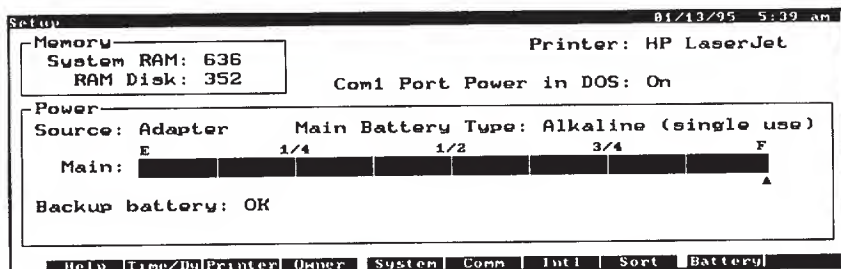 Setup 01/13/95 5:39 am
Memory
System RAM: 636
RAM Disk: 352
Printer: HP LaserJet
Com1 Port Power in DOS: On
Power
Source: Adapter Main Battery Type: Alkaline (single use)
E 1/4 1/2 3/4 F
Main:
Backup battery: OK
Help Time/Dy Printer Owner System Comm Intl Sort Battery